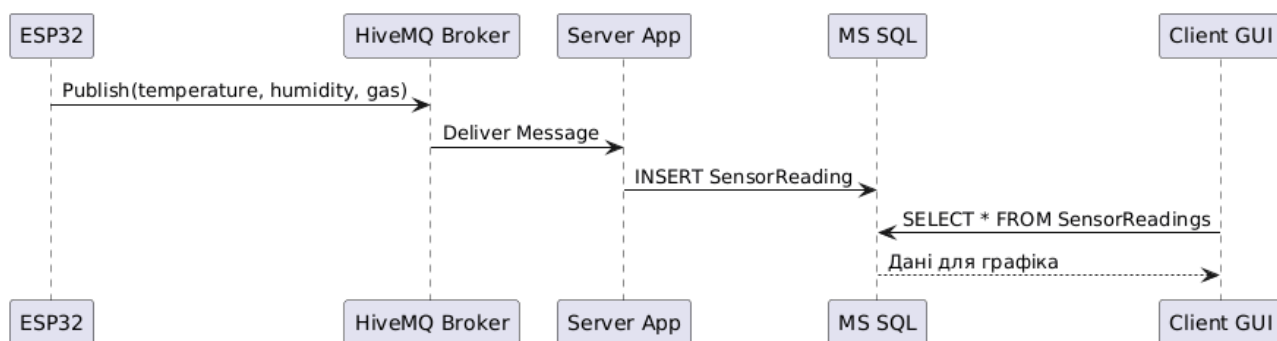 ESP32 HiveMQ Broker Server App MS SQL Client GUI
Publish(temperature, humidity, gas)
Deliver Message
INSERT SensorReading
SELECT * FROM SensorReadings
Дані для графіка
ESP32 HiveMQ Broker Server App MS SQL Client GUI